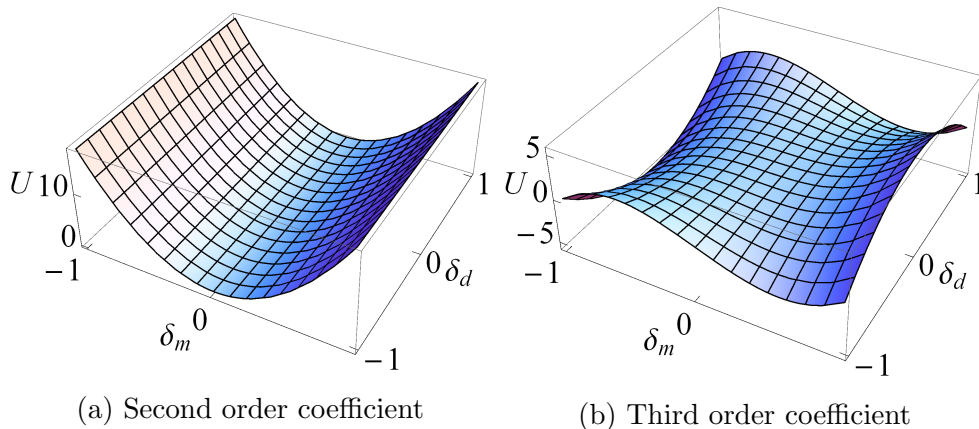 U 10
0
−1
δm 0
−1
0 δd
1
(a) Second order coefficient
5
U 0
−5
−1
δm 0
−1
0 δd
1
(b) Third order coefficient